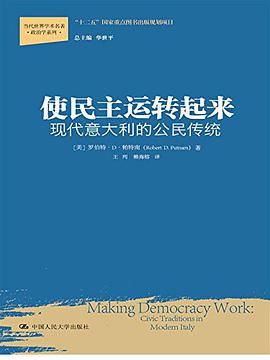 当代世界学术名著
·政治学系列·
“十二五”国家重点图书出版规划项目
总主编 华世平
使民主运转起来
现代意大利的公民传统
[美] 罗伯特·D·帕特南 (Robert D. Putnam) 著
王列 赖海榕 译
Making Democracy Work:
Civic Traditions in
Modern Italy
中国人民大学出版社